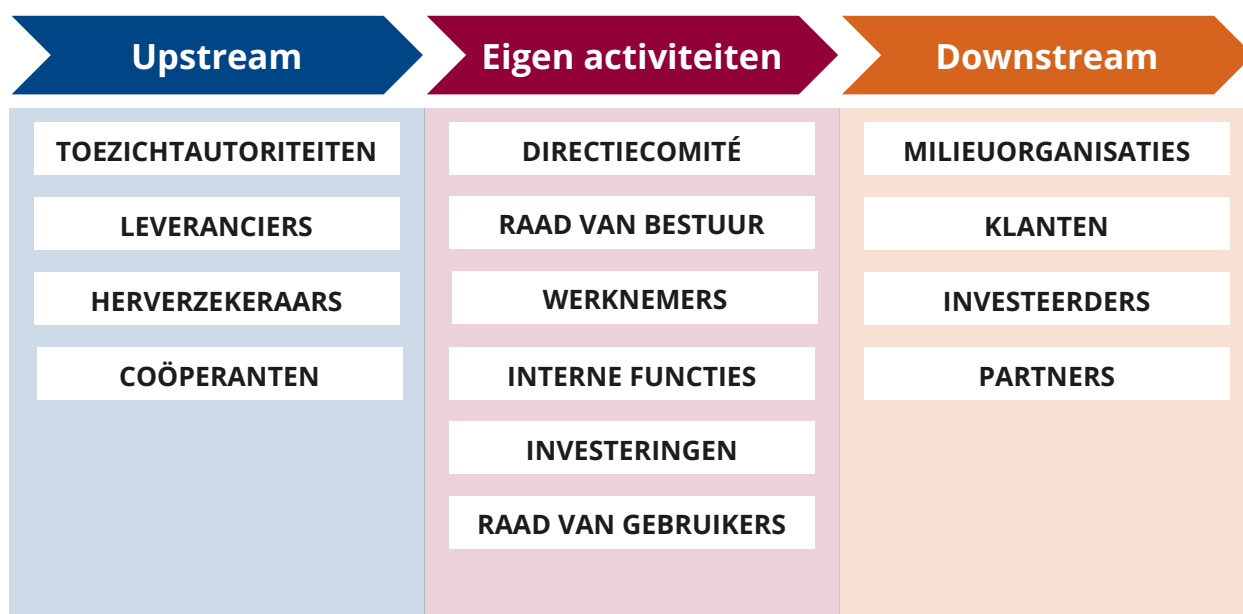 Upstream
Eigen activiteiten
Downstream
TOEZICHTAUTORITEITEN
LEVERANCIERS
HERVERZEKERAARS
COÖPERANTEN
DIRECTIECOMITÉ
RAAD VAN BESTUUR
WERKNEMERS
INTERNE FUNCTIES
INVESTERINGEN
RAAD VAN GEBRUIKERS
MILIEUORGANISATIES
KLANTEN
INVESTEERDERS
PARTNERS